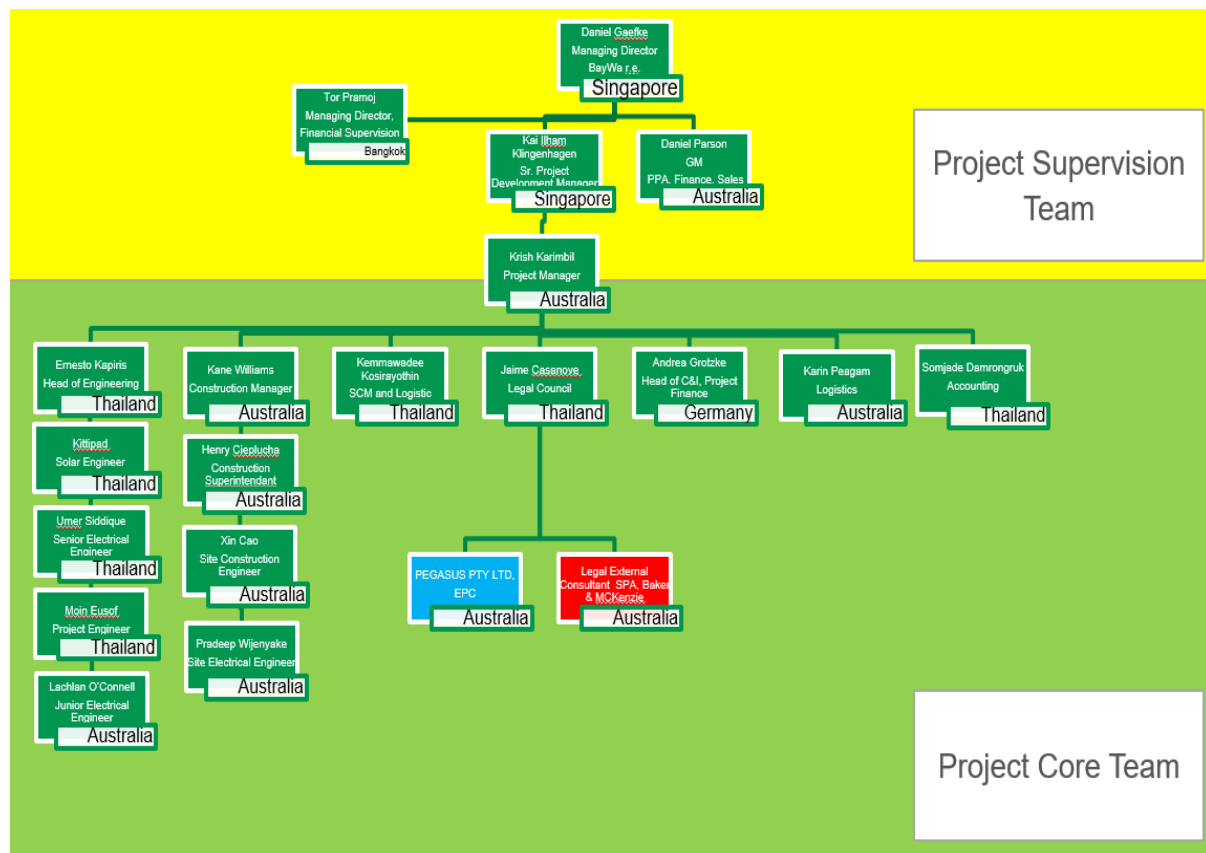 Daniel Gaefke
Managing Director
BayWa r.e.
Singapore
Tor Pramoj
Managing Director,
Financial Supervision
Bangkok
Kai Ilham
Klingenhagen
Sr. Project
Development Manager
Singapore
Daniel Parson
GM
PPA. Finance. Sales
Australia
Project Supervision
Team
Krish Karimbil
Project Manager
Australia
Ernesto Kapiris
Head of Engineering
Thailand
Kane Williams
Construction Manager
Australia
Kemmawadee
Kosirayothin
SCM and Logistic
Thailand
Jaime Casanove
Legal Council
Thailand
Andrea Grotzke
Head of C&I, Project
Finance
Germany
Karin Peagam
Logistics
Australia
Somjade Damrongruk
Accounting
Thailand
Kittipad
Solar Engineer
Thailand
Henry Cieplucha
Construction
Superintendant
Australia
Umer Siddique
Senior Electrical
Engineer
Thailand
Xin Cao
Site Construction
Engineer
Australia
PEGASUS PTY LTD,
EPC
Australia
Legal External
Consultant SPA, Baker
& MCKenzie
Australia
Moin Eusof
Project Engineer
Thailand
Pradeep Wijenyake
Site Electrical Engineer
Australia
Lachlan O'Connell
Junior Electrical
Engineer
Australia
Project Core Team